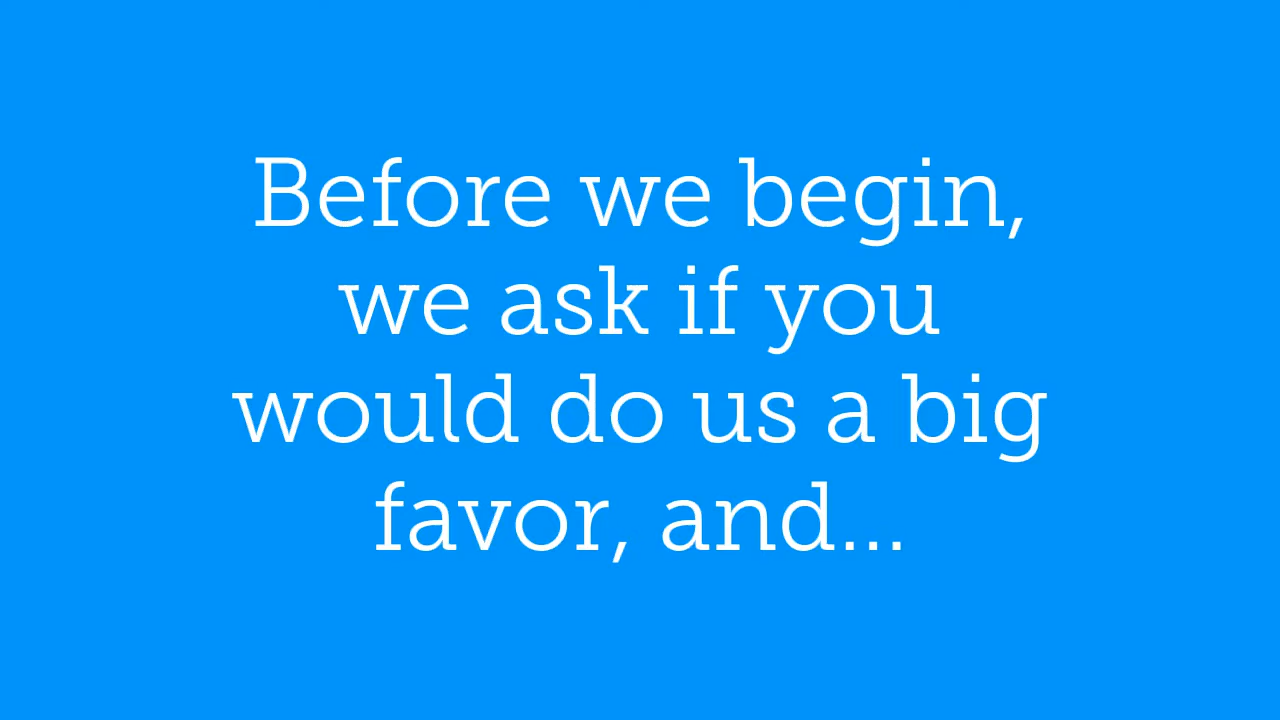 Before we begin,
we ask if you
would do us a big
favor, and...